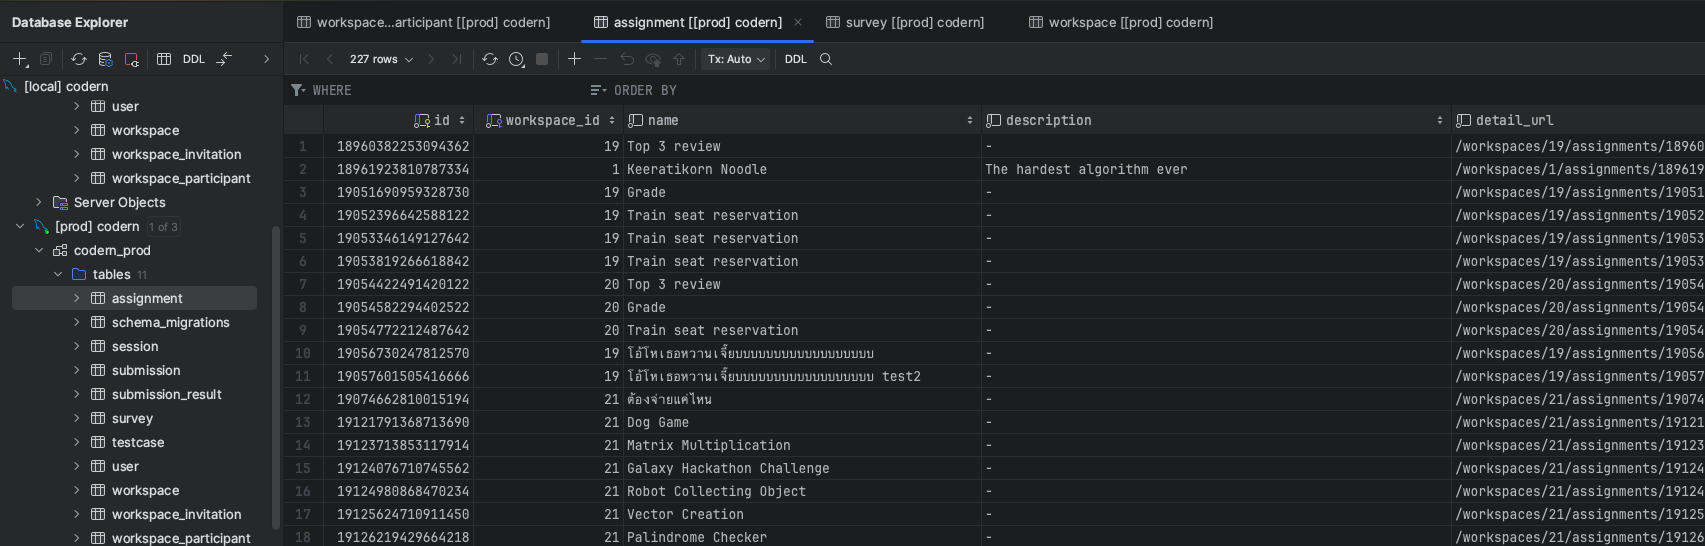 Database Explorer
workspace...articipant [[prod] codern]
assignment [[prod] codern]
survey [[prod] codern]
workspace [[prod] codern]
DDL
227 rows
Tx: Auto
DDL
[local] codern
user
workspace
workspace_invitation
workspace_participant
Server Objects
[prod] codern 1 of 3
codern_prod
tables 11
assignment
schema_migrations
session
submission
submission_result
survey
testcase
user
workspace
workspace_invitation
workspace_participant
WHERE
ORDER BY
id workspace_id name description detail_url
1 18960382253094362 19 Top 3 review - /workspaces/19/assignments/18960
2 18961923810787334 1 Keeratikorn Noodle The hardest algorithm ever /workspaces/1/assignments/189619
3 19051690959328730 19 Grade - /workspaces/19/assignments/19051
4 19052396642588122 19 Train seat reservation - /workspaces/19/assignments/19052
5 19053346149127642 19 Train seat reservation - /workspaces/19/assignments/19053
6 19053819266618842 19 Train seat reservation - /workspaces/19/assignments/19053
7 19054422491420122 20 Top 3 review - /workspaces/20/assignments/19054
8 19054582294402522 20 Grade - /workspaces/20/assignments/19054
9 19054772212487642 20 Train seat reservation - /workspaces/20/assignments/19054
10 19056730247812570 19 โอ้โหเธอหวานเจี๊ยบบบบบบบบบบบบบบบบบบ - /workspaces/19/assignments/19056
11 19057601505416666 19 โอ้โหเธอหวานเจี๊ยบบบบบบบบบบบบบบบบบบ test2 - /workspaces/19/assignments/19057
12 19074662810015194 21 ต้องจ่ายแค่ไหน - /workspaces/21/assignments/19074
13 19121791368713690 21 Dog Game - /workspaces/21/assignments/19121
14 19123713853117914 21 Matrix Multiplication - /workspaces/21/assignments/19123
15 19124076710745562 21 Galaxy Hackathon Challenge - /workspaces/21/assignments/19124
16 19124980868470234 21 Robot Collecting Object - /workspaces/21/assignments/19124
17 19125624710911450 21 Vector Creation - /workspaces/21/assignments/19125
18 19126219429664218 21 Palindrome Checker - /workspaces/21/assignments/19126